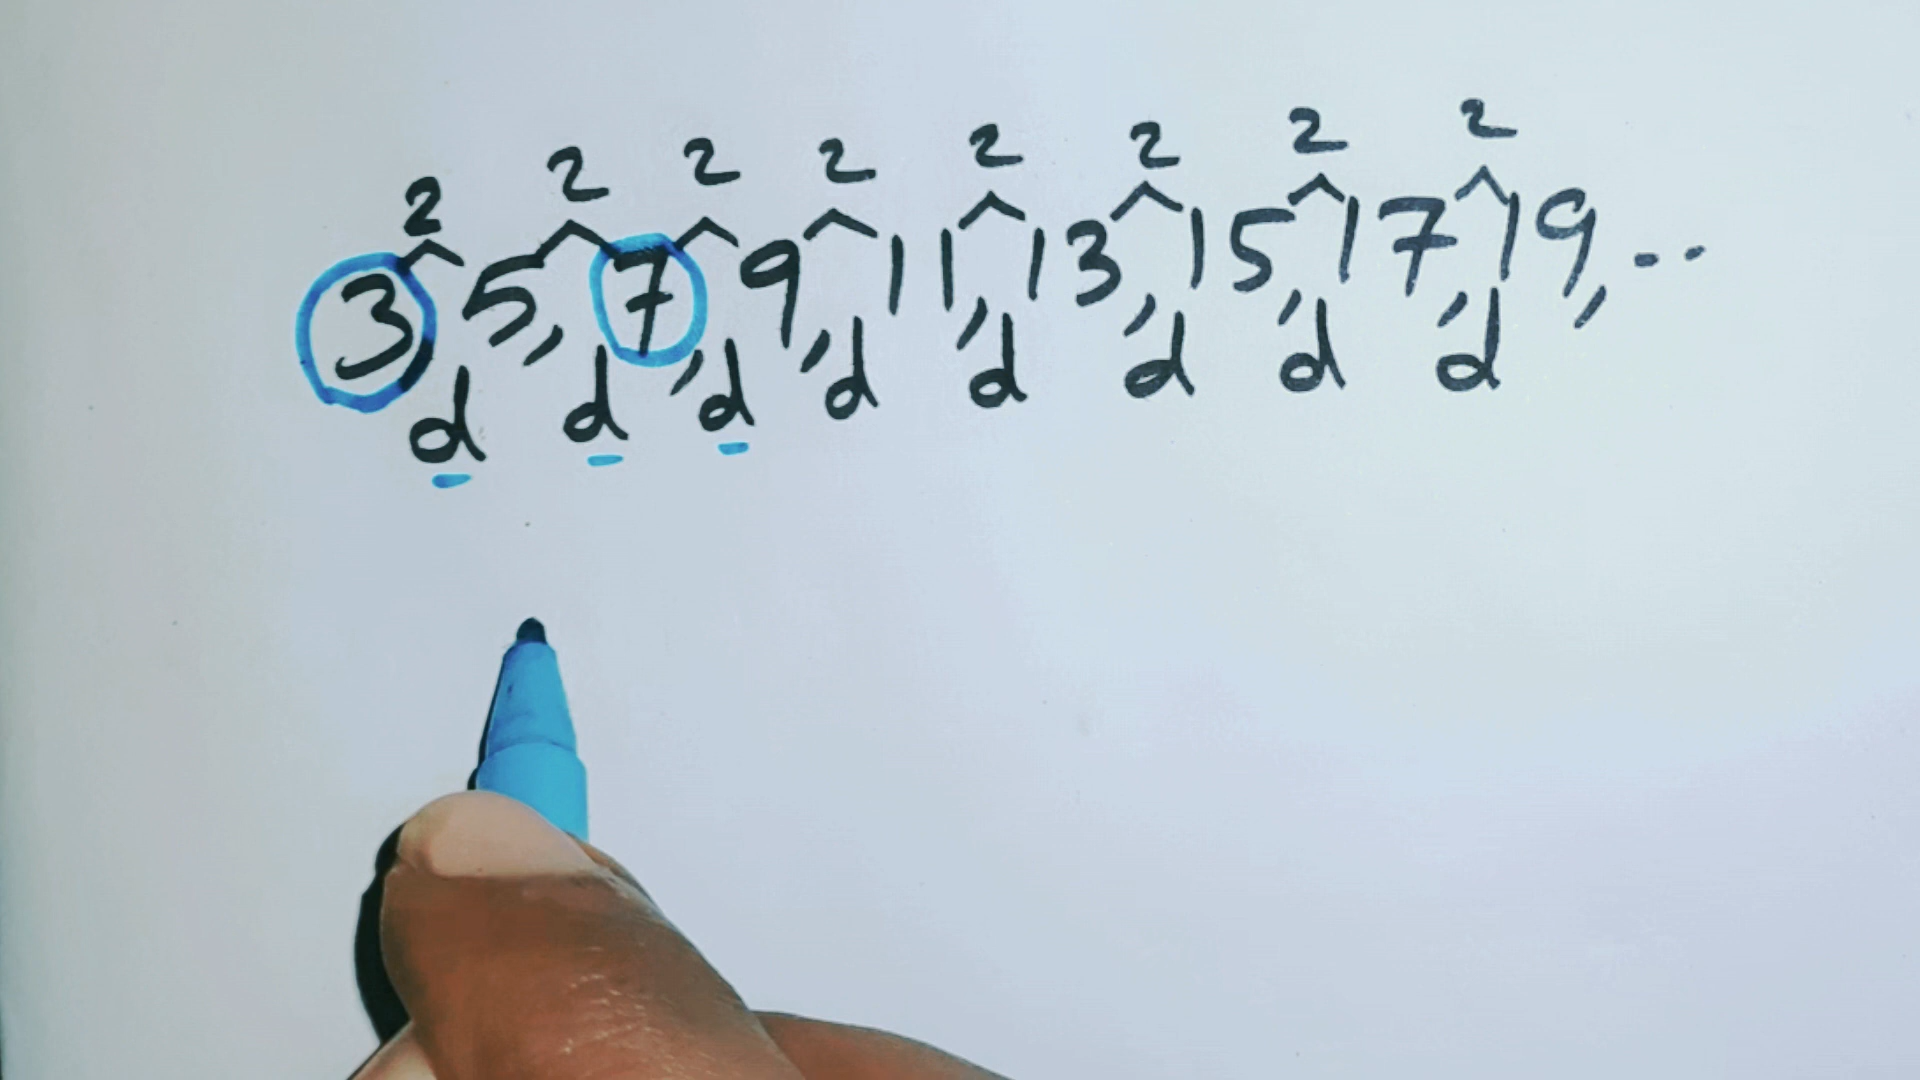 2 2 2 2 2 2 2 2
3 5, 7, 9, 11, 13, 15, 17, 19, ..
d d d d d d d d